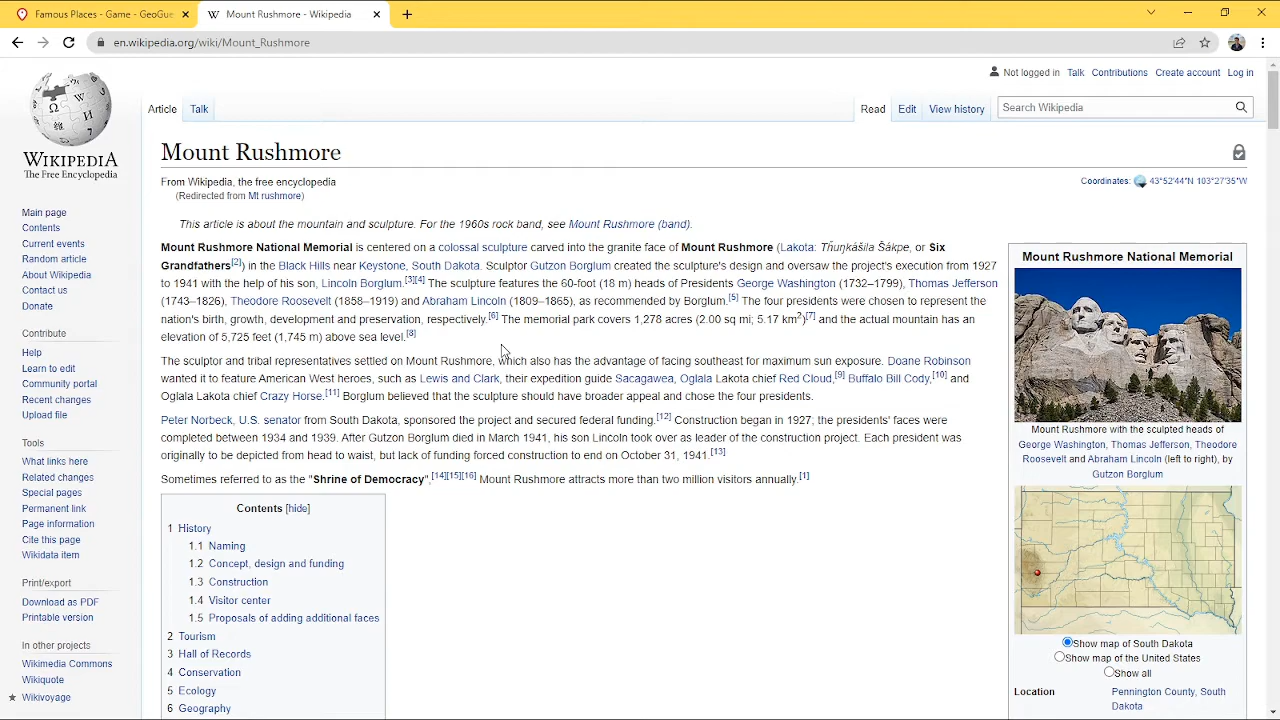 Famous Places - Game - GeoGue
Mount Rushmore - Wikipedia
en.wikipedia.org/wiki/Mount_Rushmore
Not logged in Talk Contributions Create account Log in
Article Talk Read Edit View history Search Wikipedia
WIKIPEDIA
The Free Encyclopedia
Mount Rushmore
From Wikipedia, the free encyclopedia
(Redirected from Mt rushmore)
Coordinates: 43°52′44″N 103°27′35″W
This article is about the mountain and sculpture. For the 1960s rock band, see Mount Rushmore (band).
Mount Rushmore National Memorial is centered on a colossal sculpture carved into the granite face of Mount Rushmore (Lakota: Tȟuŋkášila Šákpe, or Six
Grandfathers[2]) in the Black Hills near Keystone, South Dakota. Sculptor Gutzon Borglum created the sculpture's design and oversaw the project's execution from 1927
to 1941 with the help of his son, Lincoln Borglum.[3][4] The sculpture features the 60-foot (18 m) heads of Presidents George Washington (1732–1799), Thomas Jefferson
(1743–1826), Theodore Roosevelt (1858–1919) and Abraham Lincoln (1809–1865), as recommended by Borglum.[5] The four presidents were chosen to represent the
nation's birth, growth, development and preservation, respectively.[6] The memorial park covers 1,278 acres (2.00 sq mi; 5.17 km2)[7] and the actual mountain has an
elevation of 5,725 feet (1,745 m) above sea level.[8]
The sculptor and tribal representatives settled on Mount Rushmore, which also has the advantage of facing southeast for maximum sun exposure. Doane Robinson
wanted it to feature American West heroes, such as Lewis and Clark, their expedition guide Sacagawea, Oglala Lakota chief Red Cloud,[9] Buffalo Bill Cody,[10] and
Oglala Lakota chief Crazy Horse.[11] Borglum believed that the sculpture should have broader appeal and chose the four presidents.
Peter Norbeck, U.S. senator from South Dakota, sponsored the project and secured federal funding.[12] Construction began in 1927; the presidents' faces were
completed between 1934 and 1939. After Gutzon Borglum died in March 1941, his son Lincoln took over as leader of the construction project. Each president was
originally to be depicted from head to waist, but lack of funding forced construction to end on October 31, 1941.[13]
Sometimes referred to as the "Shrine of Democracy",[14][15][16] Mount Rushmore attracts more than two million visitors annually.[1]
Contents [hide]
1 History
1.1 Naming
1.2 Concept, design and funding
1.3 Construction
1.4 Visitor center
1.5 Proposals of adding additional faces
2 Tourism
3 Hall of Records
4 Conservation
5 Ecology
6 Geography
Main page
Contents
Current events
Random article
About Wikipedia
Contact us
Donate
Contribute
Help
Learn to edit
Community portal
Recent changes
Upload file
Tools
What links here
Related changes
Special pages
Permanent link
Page information
Cite this page
Wikidata item
Print/export
Download as PDF
Printable version
In other projects
Wikimedia Commons
Wikiquote
Wikivoyage
Mount Rushmore National Memorial
Mount Rushmore with the sculpted heads of
George Washington, Thomas Jefferson, Theodore
Roosevelt and Abraham Lincoln (left to right), by
Gutzon Borglum
Show map of South Dakota
Show map of the United States
Show all
Location Pennington County, South
Dakota